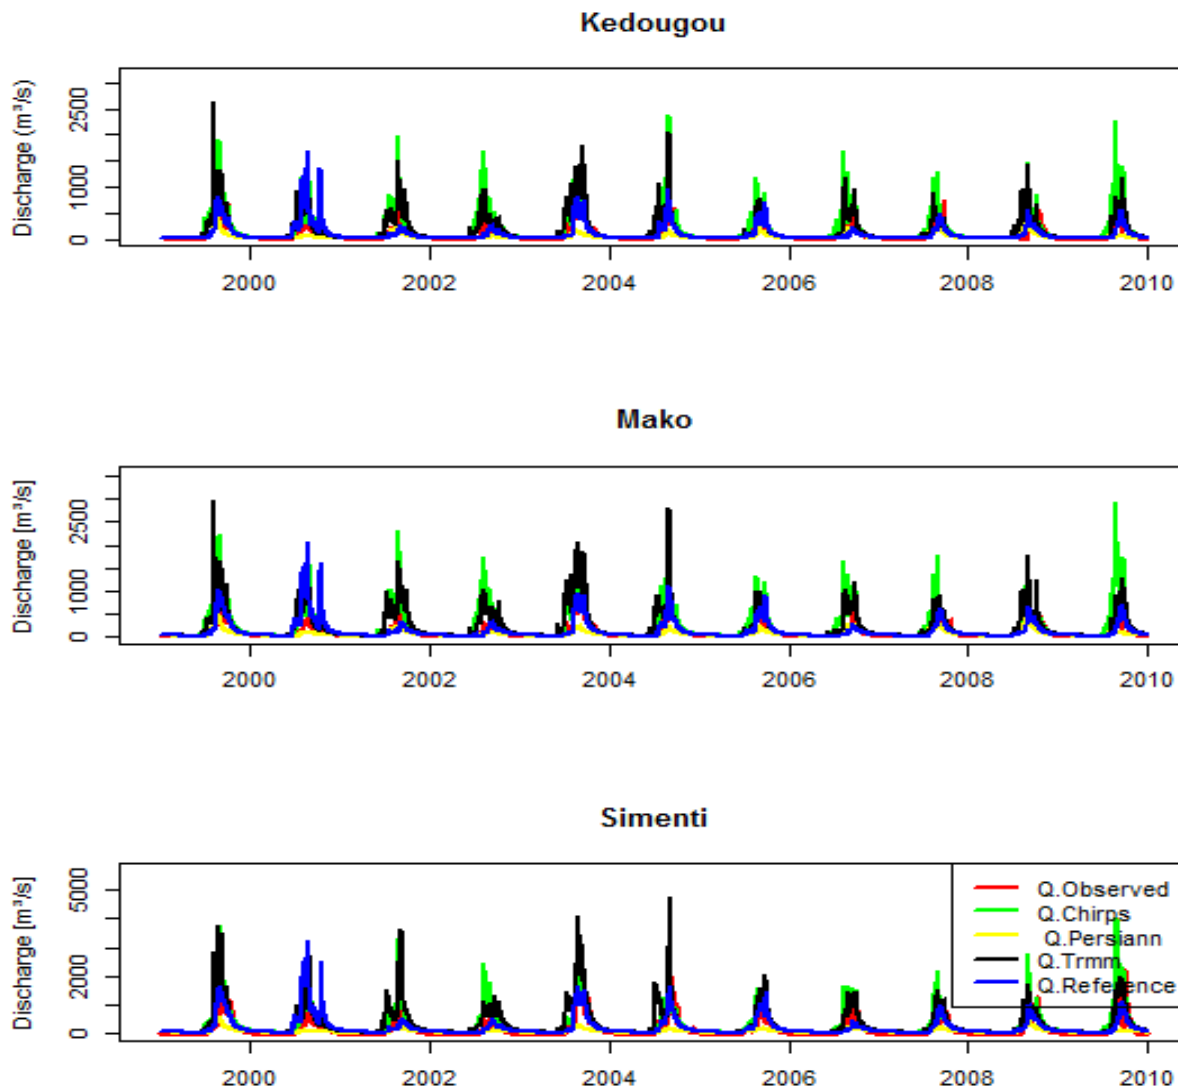 Kedougou
Discharge (m³/s)
2500
1000
0
2000 2002 2004 2006 2008 2010
Mako
Discharge [m³/s]
2500
1000
0
2000 2002 2004 2006 2008 2010
Simenti
Discharge [m³/s]
5000
2000
0
Q.Observed
Q.Chirps
Q.Persiann
Q.Trmm
Q.Reference
2000 2002 2004 2006 2008 2010